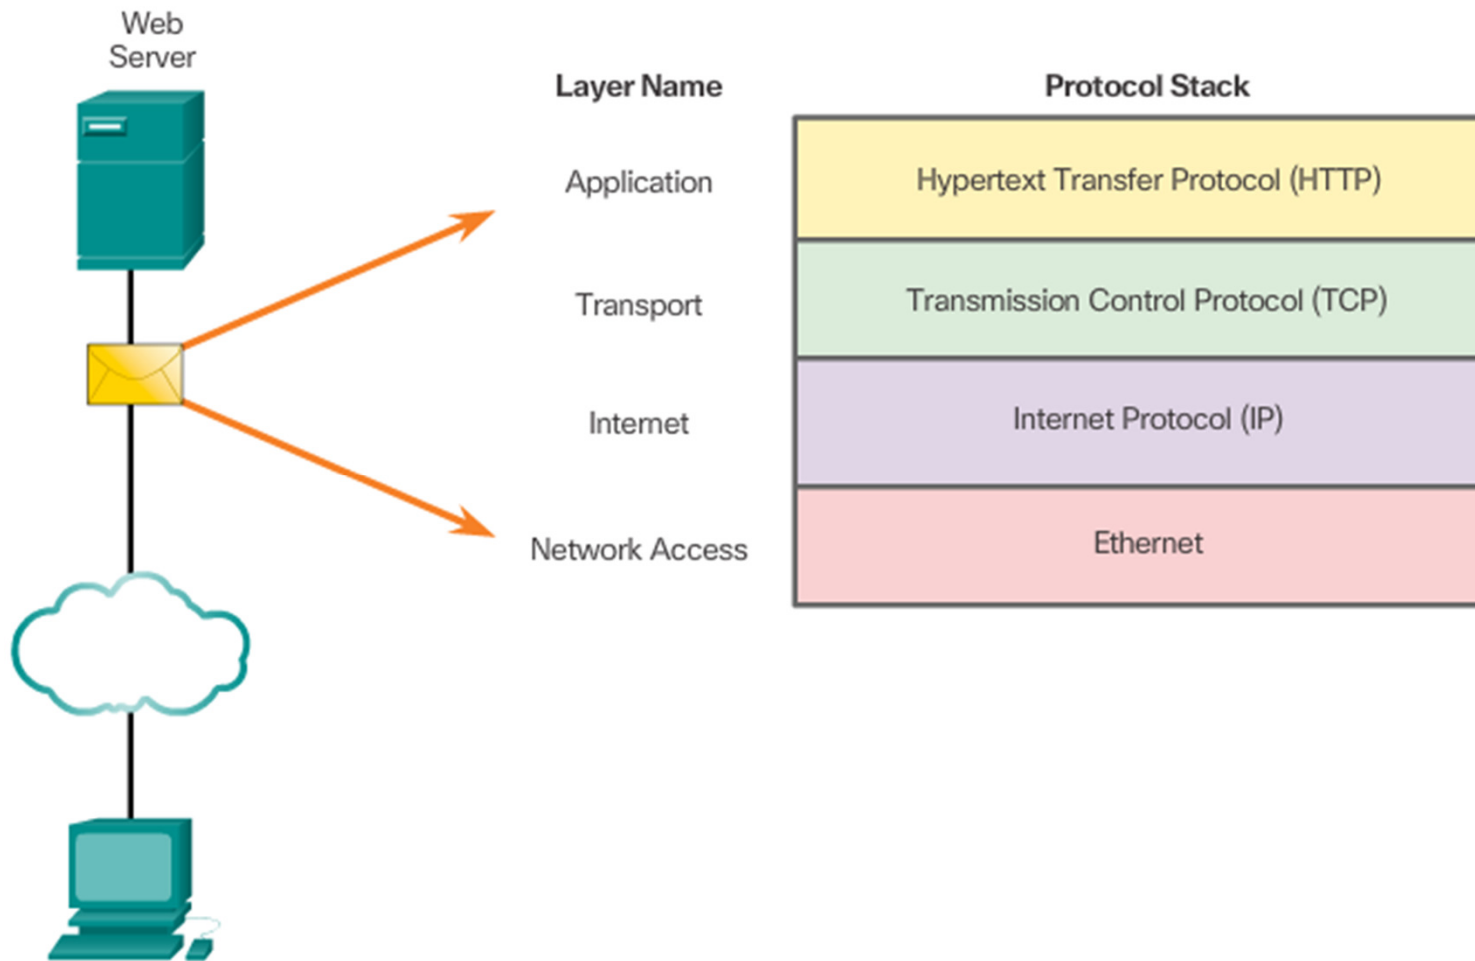 Web
Server
Layer Name
Protocol Stack
Application
Hypertext Transfer Protocol (HTTP)
Transport
Transmission Control Protocol (TCP)
Internet
Internet Protocol (IP)
Network Access
Ethernet